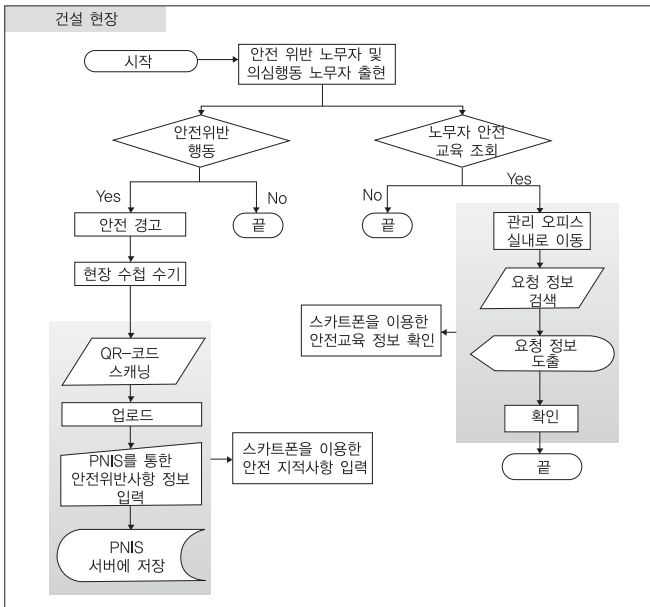 건설 현장
시작
안전 위반 노무자 및
의심행동 노무자 출현
안전위반
행동
노무자 안전
교육 조회
Yes
No
No
Yes
안전 경고
끝
끝
관리 오피스
실내로 이동
현장 수첩 수기
요청 정보
검색
스카트폰을 이용한
안전교육 정보 확인
QR-코드
스캐닝
요청 정보
도출
업로드
확인
PNIS를 통한
안전위반사항 정보
입력
스카트폰을 이용한
안전 지적사항 입력
끝
PNIS
서버에 저장